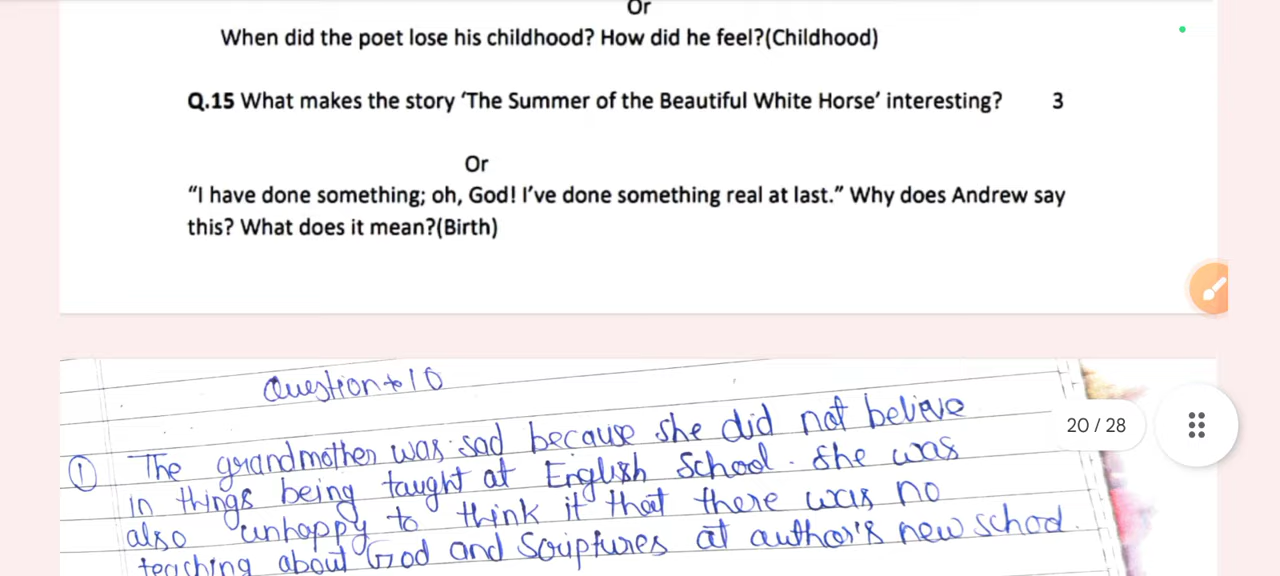 Or
When did the poet lose his childhood? How did he feel?(Childhood)
Q.15 What makes the story ‘The Summer of the Beautiful White Horse’ interesting? 3
Or
“I have done something; oh, God! I’ve done something real at last.” Why does Andrew say
this? What does it mean?(Birth)
Question 10
① The grandmother was sad because she did not believe
in things being taught at English School. She was
also unhappy to think it that there was no
teaching about God and Scriptures at author's new school.
20 / 28